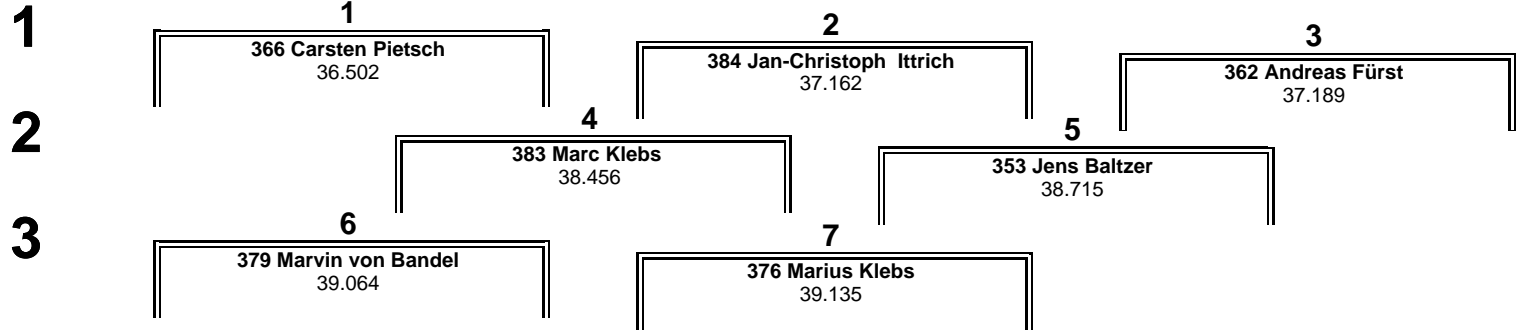 1
1
366 Carsten Pietsch
36.502
2
384 Jan-Christoph Ittrich
37.162
3
362 Andreas Fürst
37.189
2
4
383 Marc Klebs
38.456
5
353 Jens Baltzer
38.715
3
6
379 Marvin von Bandel
39.064
7
376 Marius Klebs
39.135